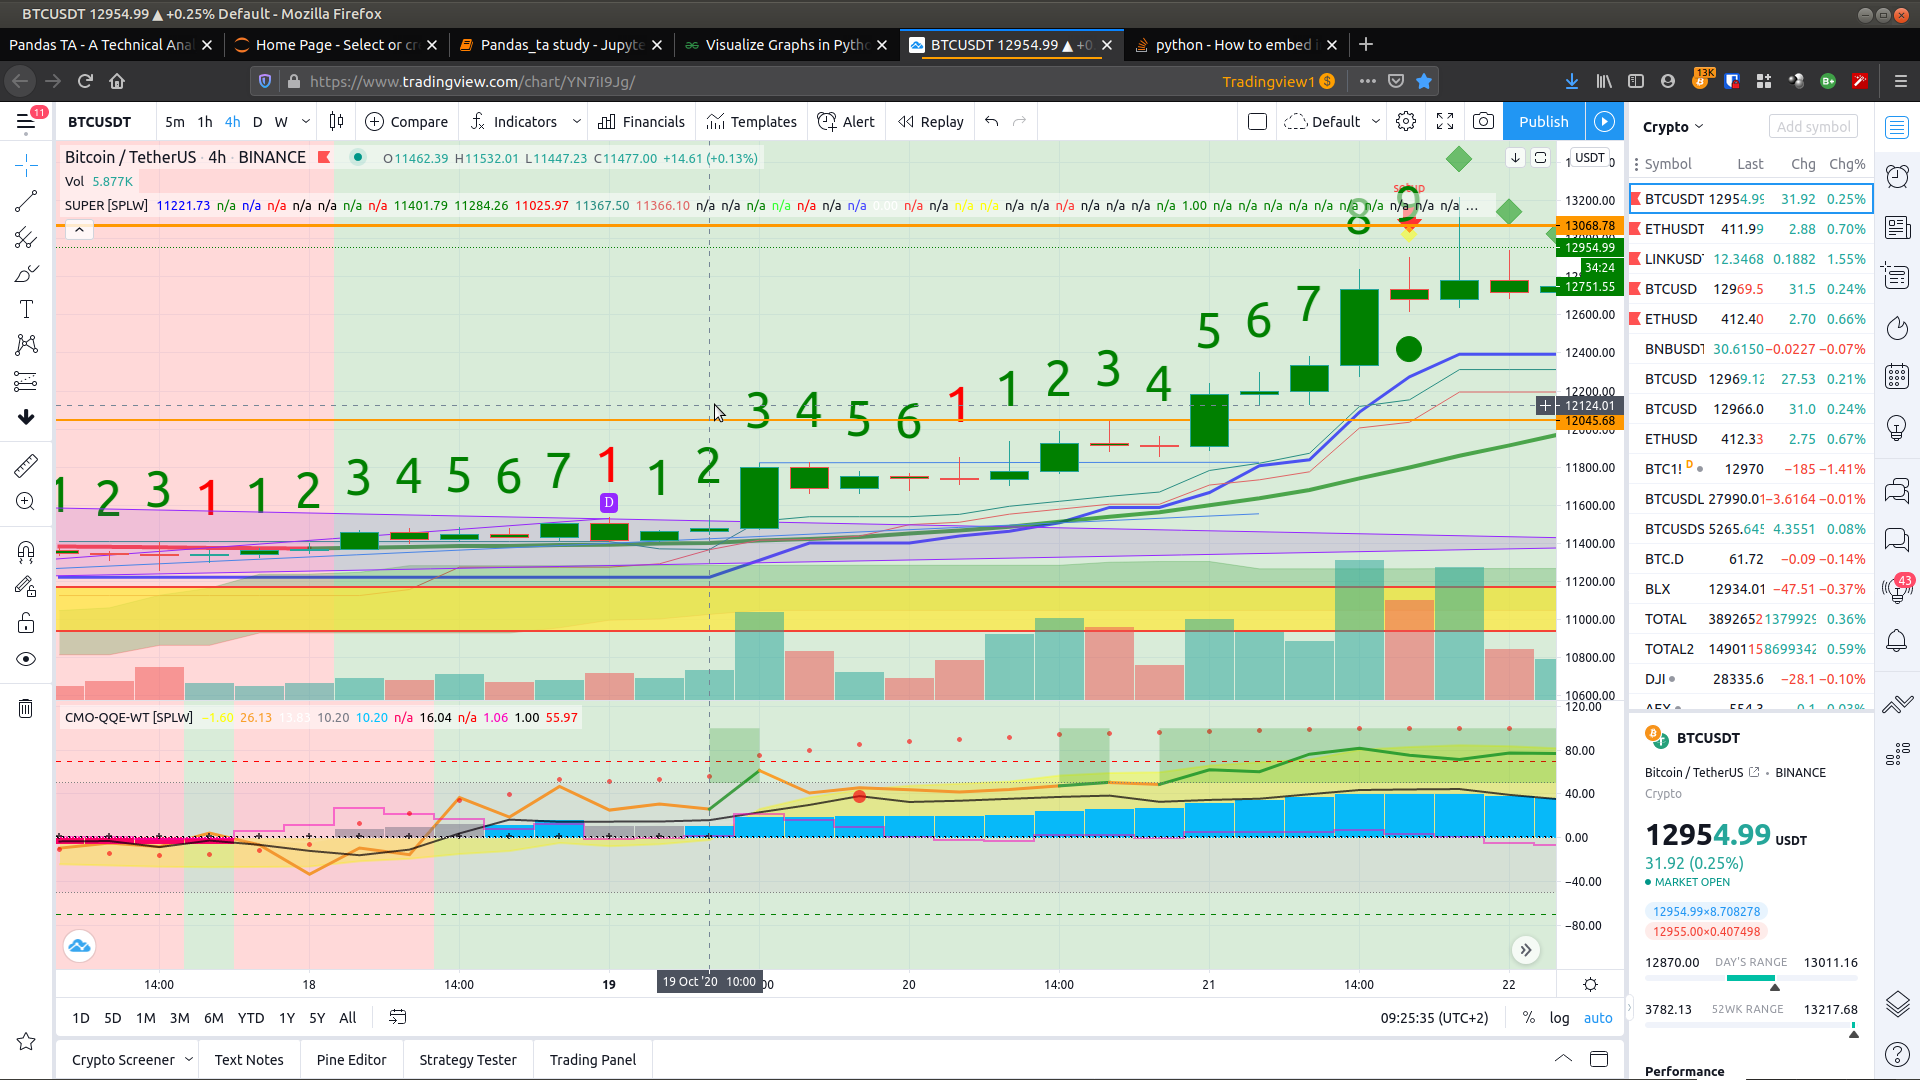 BTCUSDT 12954.99 ▲ +0.25% Default - Mozilla Firefox
Pandas TA - A Technical Ana
Home Page - Select or cr
Pandas_ta study - Jupyte
Visualize Graphs in Pytho
BTCUSDT 12954.99 ▲ +0
python - How to embed
https://www.tradingview.com/chart/YN7iI9Jg/
Tradingview1
13K
11
BTCUSDT 5m 1h 4h D W Compare Indicators Financials Templates Alert Replay Default Publish
Bitcoin / TetherUS · 4h · BINANCE O11462.39 H11532.01 L11447.23 C11477.00 +14.61 (+0.13%)
Vol 5.877K
SUPER [SPLW] 11221.73 n/a n/a n/a n/a n/a n/a n/a 11401.79 11284.26 11025.97 11367.50 11366.10 n/a n/a n/a n/a n/a n/a n/a 0.00 n/a n/a n/a n/a n/a n/a n/a n/a n/a n/a n/a 1.00 n/a n/a n/a n/a n/a n/a n/a n/a n/a n/a ...
1 2 3 1 1 2 3 4 5 6 7 1 1 2 3 4 5 6 1 1 2 3 4 5 6 7 8 9
D
USDT
13200.00
13068.78
12954.99
34:24
12751.55
12600.00
12400.00
12200.00
12124.01
12045.68
12000.00
11800.00
11600.00
11400.00
11200.00
11000.00
10800.00
10600.00
CMO-QQE-WT [SPLW] −1.60 26.13 13.83 10.20 10.20 n/a 16.04 n/a 1.06 1.00 55.97
120.00
80.00
40.00
0.00
−40.00
−80.00
14:00 18 14:00 19 19 Oct '20 10:00 :00 20 14:00 21 14:00 22
1D 5D 1M 3M 6M YTD 1Y 5Y All
09:25:35 (UTC+2) % log auto
Crypto Screener Text Notes Pine Editor Strategy Tester Trading Panel
Crypto Add symbol
Symbol Last Chg Chg%
BTCUSDT 12954.99 31.92 0.25%
ETHUSDT 411.99 2.88 0.70%
LINKUSDT 12.3468 0.1882 1.55%
BTCUSD 12969.5 31.5 0.24%
ETHUSD 412.40 2.70 0.66%
BNBUSDT 30.6150 −0.0227 −0.07%
BTCUSD 12969.12 27.53 0.21%
BTCUSD 12966.0 31.0 0.24%
ETHUSD 412.33 2.75 0.67%
BTC1! D 12970 −185 −1.41%
BTCUSDL 27990.01 −3.6164 −0.01%
BTCUSDS 5265.645 4.3551 0.08%
BTC.D 61.72 −0.09 −0.14%
BLX 12934.01 −47.51 −0.37%
TOTAL 3892652 1379929 0.36%
TOTAL2 1490115 8699342 0.59%
DJI 28335.6 −28.1 −0.10%
43
BTCUSDT
Bitcoin / TetherUS • BINANCE
Crypto
12954.99 USDT
31.92 (0.25%)
MARKET OPEN
12954.99×8.708278
12955.00×0.407498
12870.00 DAY'S RANGE 13011.16
3782.13 52WK RANGE 13217.68
Performance